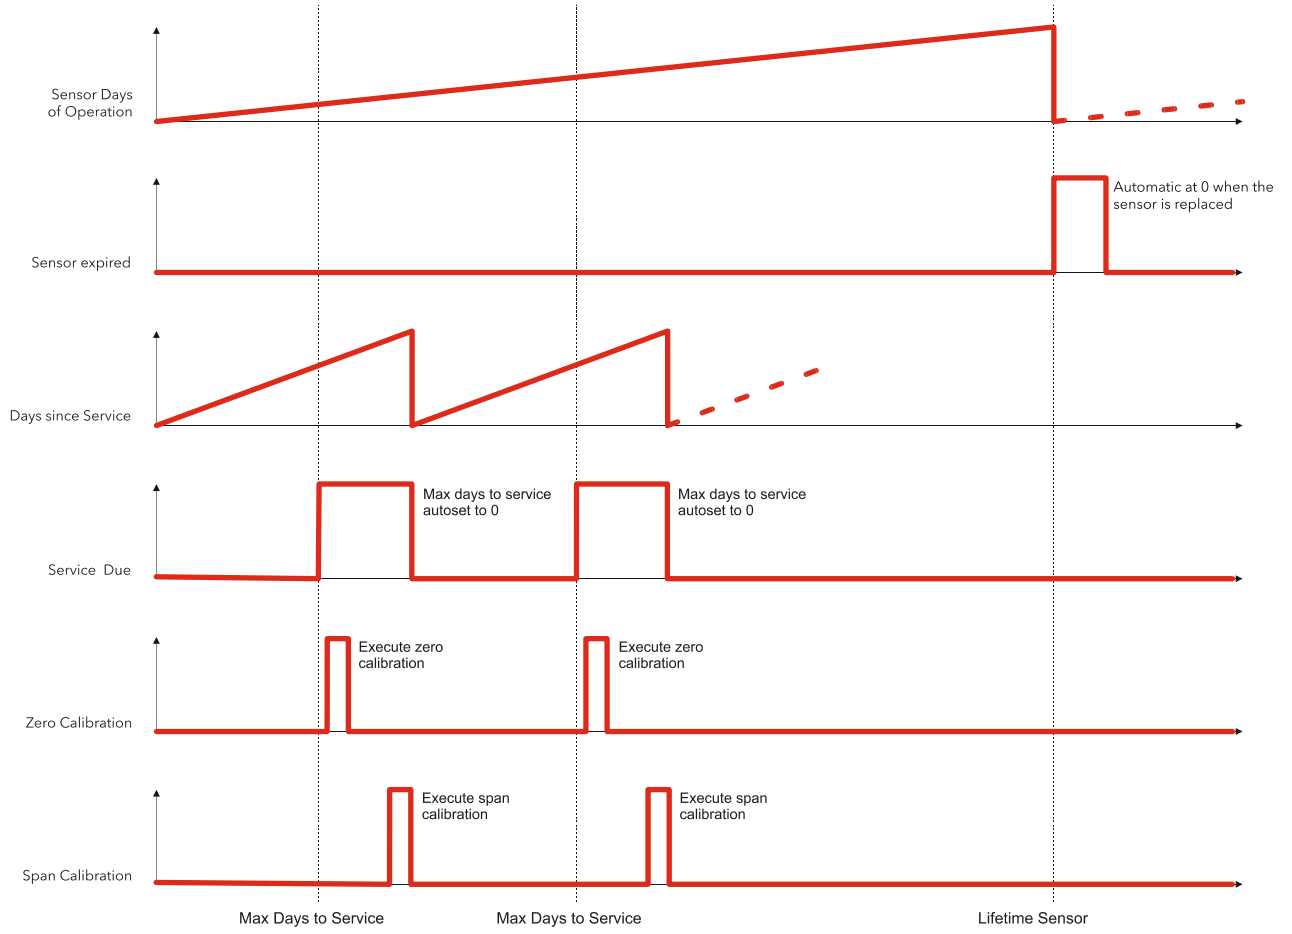 Sensor Days
of Operation
Automatic at 0 when the
sensor is replaced
Sensor expired
Days since Service
Max days to service
autoset to 0
Max days to service
autoset to 0
Service Due
Execute zero
calibration
Execute zero
calibration
Zero Calibration
Execute span
calibration
Execute span
calibration
Span Calibration
Max Days to Service
Max Days to Service
Lifetime Sensor